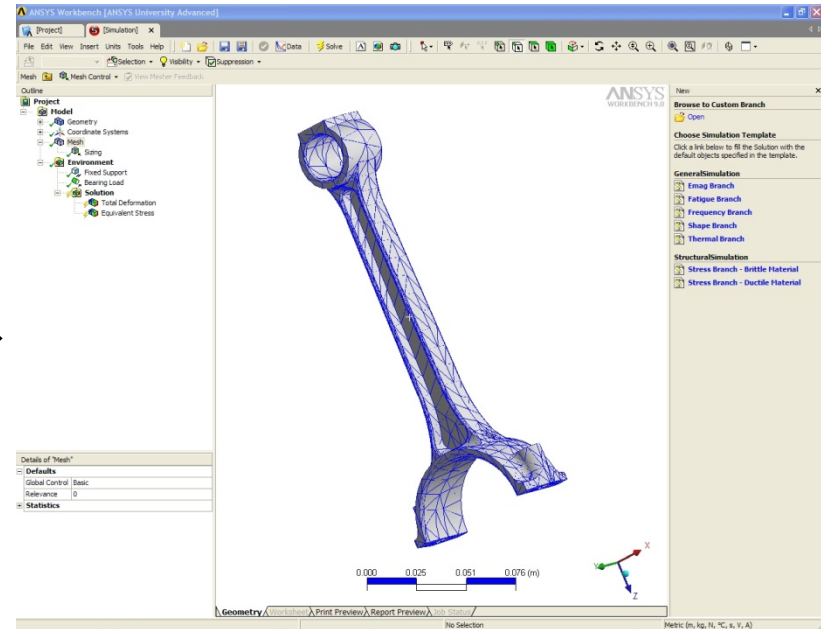 ANSYS Workbench [ANSYS University Advanced]
[Project] [Simulation] ×
File Edit View Insert Units Tools Help Data Solve
Selection Visibility Suppression
Mesh Mesh Control View Mesher Feedback
Outline
Project
Model
Geometry
Coordinate Systems
Mesh
Sizing
Environment
Fixed Support
Bearing Load
Solution
Total Deformation
Equivalent Stress
Details of "Mesh"
Defaults
Global Control Basic
Relevance 0
Statistics
ANSYS
WORKBENCH 9.0
0.000 0.025 0.051 0.076 (m)
X
Y
Z
Geometry Worksheet Print Preview Report Preview Job Status
New ×
Browse to Custom Branch
Open
Choose Simulation Template
Click a link below to fill the Solution with the
default objects specified in the template.
GeneralSimulation
Emag Branch
Fatigue Branch
Frequency Branch
Shape Branch
Thermal Branch
StructuralSimulation
Stress Branch - Brittle Material
Stress Branch - Ductile Material
No Selection Metric (m, kg, N, °C, s, V, A)